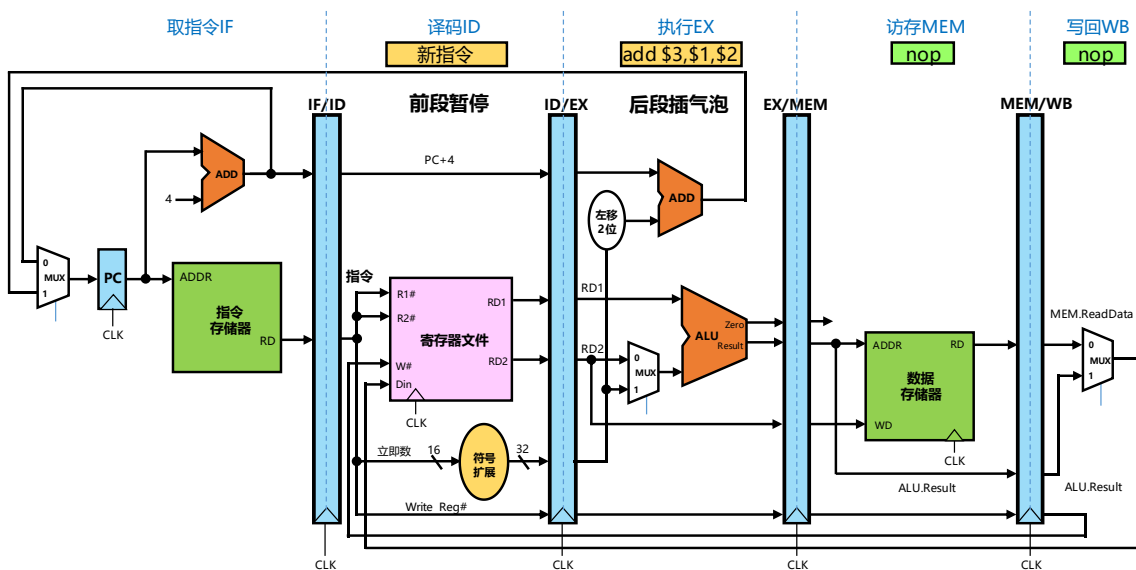 取指令IF
译码ID
执行EX
访存MEM
写回WB
新指令
add $3,$1,$2
nop
nop
IF/ID
前段暂停
ID/EX
后段插气泡
EX/MEM
MEM/WB
ADD
4
PC+4
ADD
左移
2位
0
MUX
1
PC
CLK
ADDR
指令
存储器
RD
指令
R1#
R2#
W#
Din
RD1
RD2
寄存器文件
CLK
RD1
RD2
0
MUX
1
ALU
Zero
Result
ADDR
RD
数据
存储器
WD
CLK
MEM.ReadData
0
MUX
1
立即数
16
符号
扩展
32
ALU.Result
ALU.Result
Write Reg#
CLK
CLK
CLK
CLK